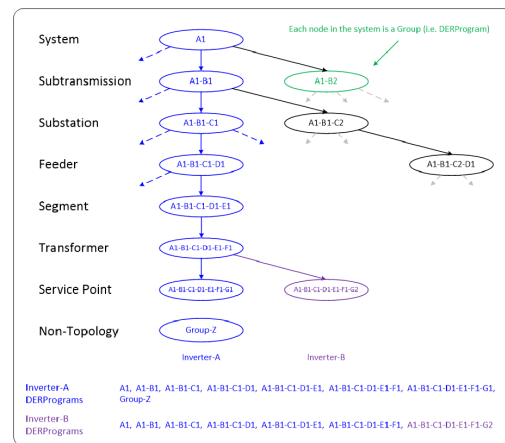 System
A1
Each node in the system is a Group (i.e. DERProgram)
Subtransmission
A1-B1
A1-B2
Substation
A1-B1-C1
A1-B1-C2
Feeder
A1-B1-C1-D1
A1-B1-C2-D1
Segment
A1-B1-C1-D1-E1
Transformer
A1-B1-C1-D1-E1-F1
Service Point
A1-B1-C1-D1-E1-F1-G1
A1-B1-C1-D1-E1-F1-G2
Non-Topology
Group-Z
Inverter-A
Inverter-B
Inverter-A
DERPrograms
A1, A1-B1, A1-B1-C1, A1-B1-C1-D1, A1-B1-C1-D1-E1, A1-B1-C1-D1-E1-F1, A1-B1-C1-D1-E1-F1-G1,
Group-Z
Inverter-B
DERPrograms
A1, A1-B1, A1-B1-C1, A1-B1-C1-D1, A1-B1-C1-D1-E1, A1-B1-C1-D1-E1-F1, A1-B1-C1-D1-E1-F1-G2